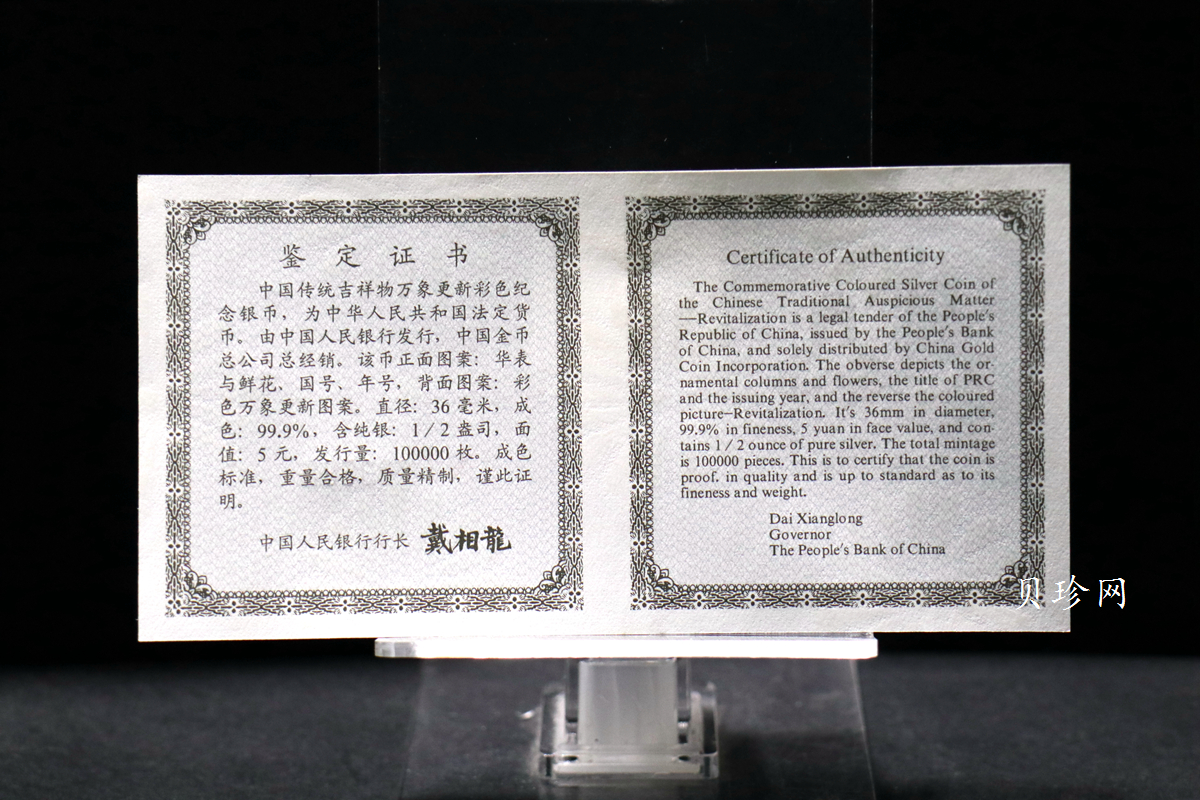 鉴定证书
中国传统吉祥物万象更新彩色纪
念银币，为中华人民共和国法定货
币。由中国人民银行发行，中国金币
总公司总经销。该币正面图案：华表
与鲜花、国号、年号，背面图案：彩
色万象更新图案。直径：36毫米，成
色：99.9%，含纯银：1／2盎司，面
值：5元，发行量：100000枚。成色
标准，重量合格，质量精制，谨此证
明。
中国人民银行行长 戴相龍
Certificate of Authenticity
The Commemorative Coloured Silver Coin of
the Chinese Traditional Auspicious Matter
—Revitalization is a legal tender of the People's
Republic of China, issued by the People's Bank
of China, and solely distributed by China Gold
Coin Incorporation. The obverse depicts the or-
namental columns and flowers, the title of PRC
and the issuing year, and the reverse the coloured
picture—Revitalization. It's 36mm in diameter,
99.9% in fineness, 5 yuan in face value, and con-
tains 1/2 ounce of pure silver. The total mintage
is 100000 pieces. This is to certify that the coin is
proof. in quality and is up to standard as to its
fineness and weight.
Dai Xianglong
Governor
The People's Bank of China
贝珍网